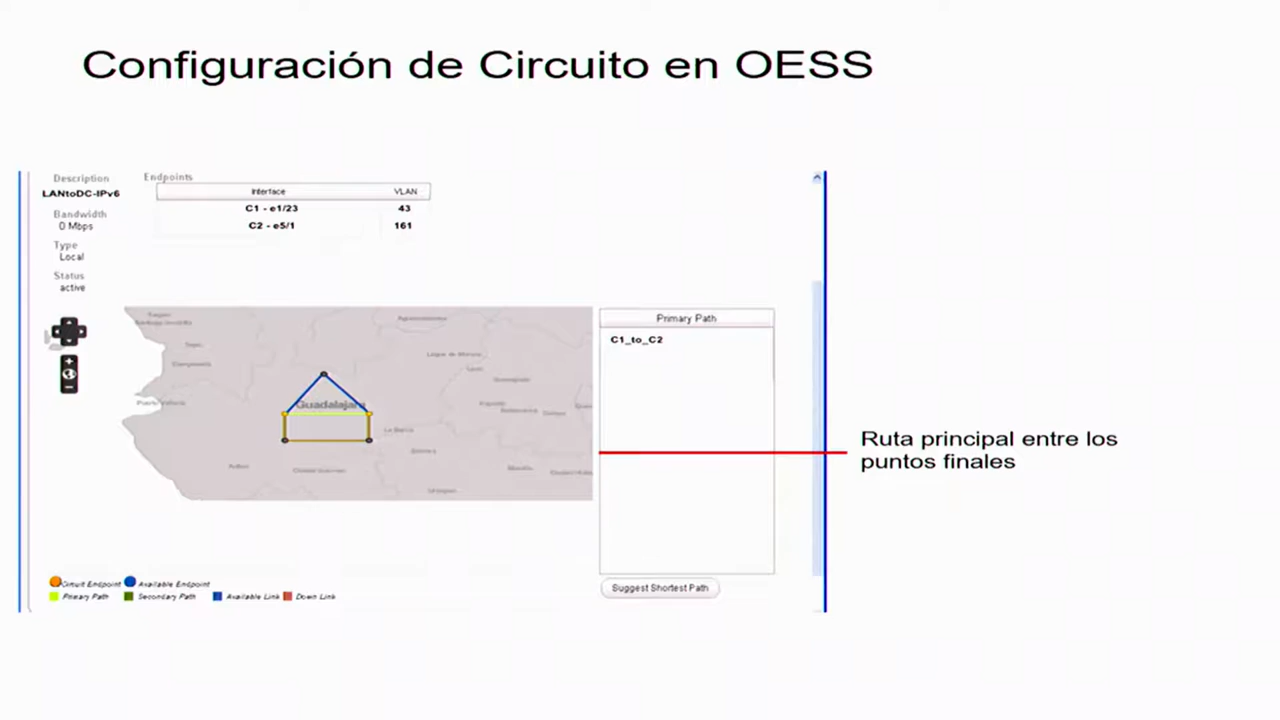 Configuración de Circuito en OESS
Description
LANtoDC-IPv6
Bandwidth
0 Mbps
Type
Local
Status
active
Endpoints
Interface VLAN
C1 - e1/23 43
C2 - e5/1 161
Guadalajara
La Barca
Primary Path
C1_to_C2
Suggest Shortest Path
Ruta principal entre los
puntos finales
Circuit Endpoint Available Endpoint
Primary Path Secondary Path Available Link Down Link